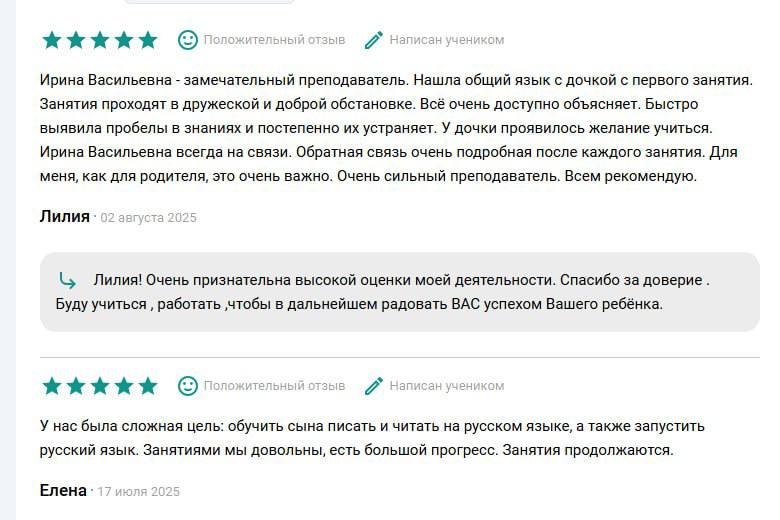 Положительный отзыв Написан учеником
Ирина Васильевна - замечательный преподаватель. Нашла общий язык с дочкой с первого занятия.
Занятия проходят в дружеской и доброй обстановке. Всё очень доступно объясняет. Быстро
выявила пробелы в знаниях и постепенно их устраняет. У дочки проявилось желание учиться.
Ирина Васильевна всегда на связи. Обратная связь очень подробная после каждого занятия. Для
меня, как для родителя, это очень важно. Очень сильный преподаватель. Всем рекомендую.
Лилия · 02 августа 2025
Лилия! Очень признательна высокой оценки моей деятельности. Спасибо за доверие .
Буду учиться , работать ,чтобы в дальнейшем радовать ВАС успехом Вашего ребёнка.
Положительный отзыв Написан учеником
У нас была сложная цель: обучить сына писать и читать на русском языке, а также запустить
русский язык. Занятиями мы довольны, есть большой прогресс. Занятия продолжаются.
Елена · 17 июля 2025